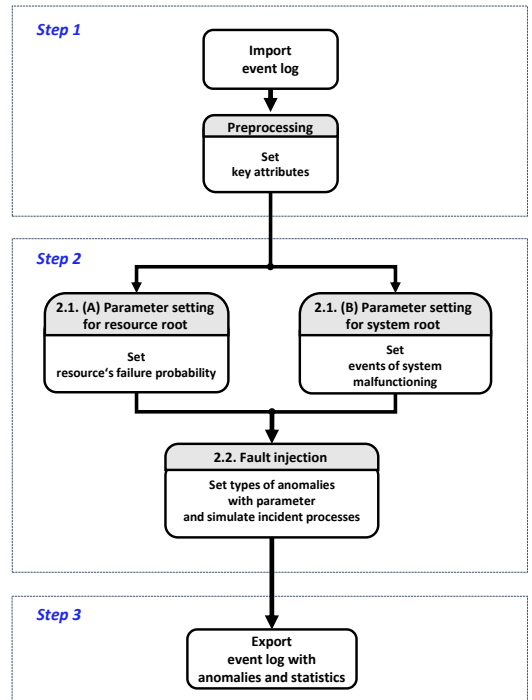 Step 1
Import
event log
Preprocessing
Set
key attributes
Step 2
2.1. (A) Parameter setting
for resource root
Set
resource's failure probability
2.1. (B) Parameter setting
for system root
Set
events of system
malfunctioning
2.2. Fault injection
Set types of anomalies
with parameter
and simulate incident processes
Step 3
Export
event log with
anomalies and statistics